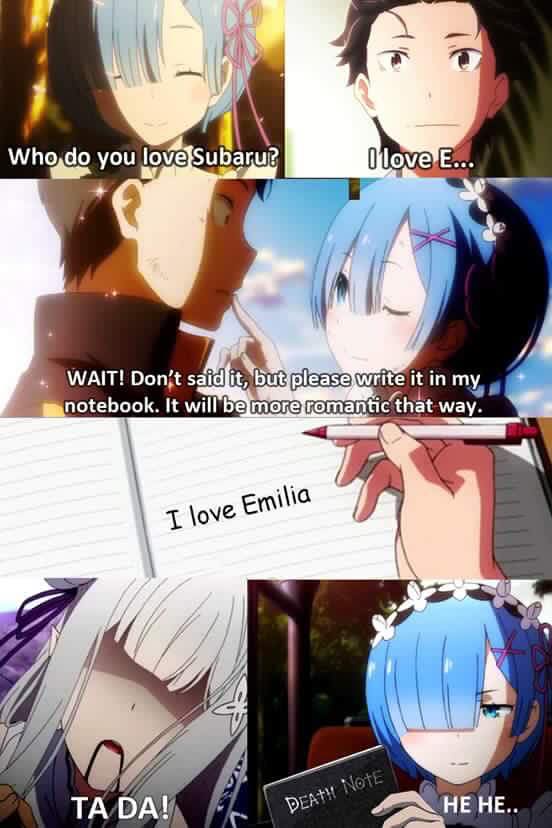 Who do you love Subaru?
I love E...
WAIT! Don't said it, but please write it in my
notebook. It will be more romantic that way.
I love Emilia
TA DA!
DEATH NOTE
HE HE..